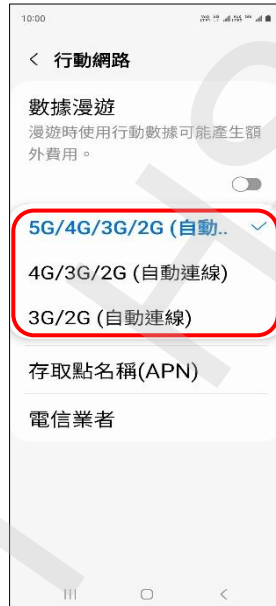 10:00
行動網路
數據漫遊
漫遊時使用行動數據可能產生額
外費用。
5G/4G/3G/2G (自動..
4G/3G/2G (自動連線)
3G/2G (自動連線)
存取點名稱(APN)
電信業者